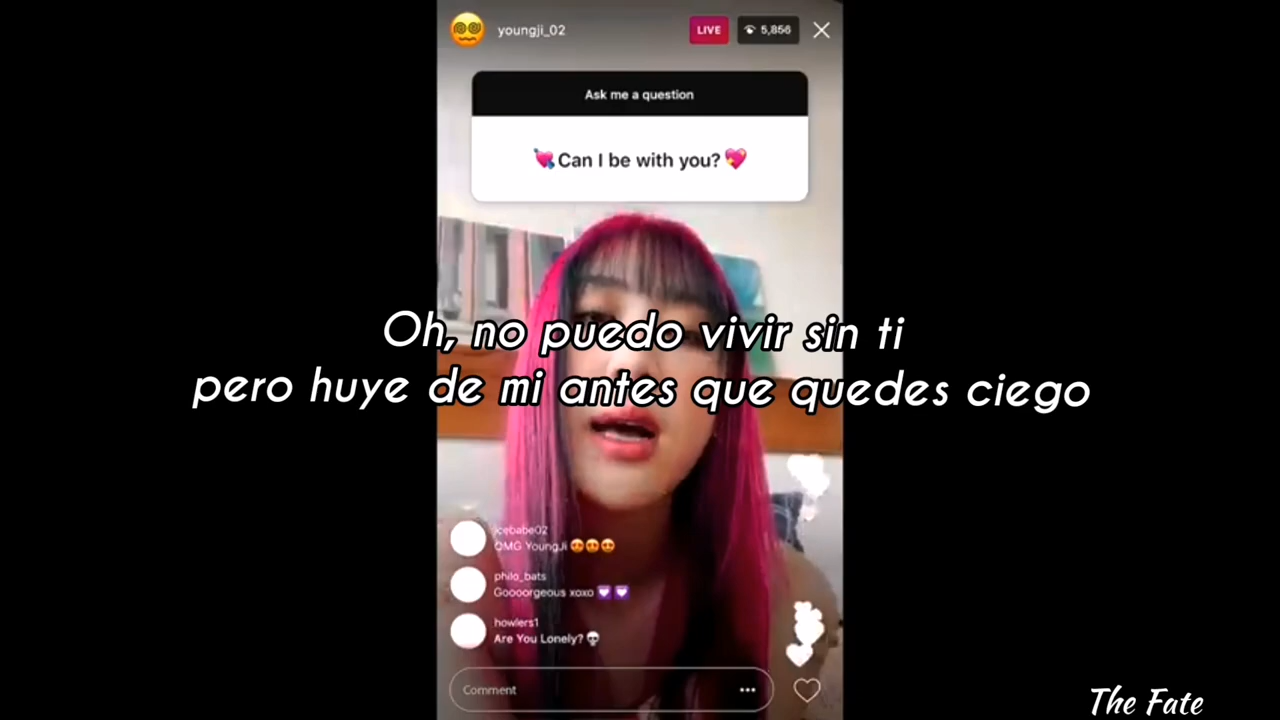 youngji_02
LIVE
5,856
Ask me a question
💘Can I be with you?💖
Oh, no puedo vivir sin ti
pero huye de mi antes que quedes ciego
icebabe02
OMG YoungJi 😍😍😍
philo_bats
Goooorgeous xoxo 💜💜
howlers1
Are You Lonely? 💀
Comment
The Fate